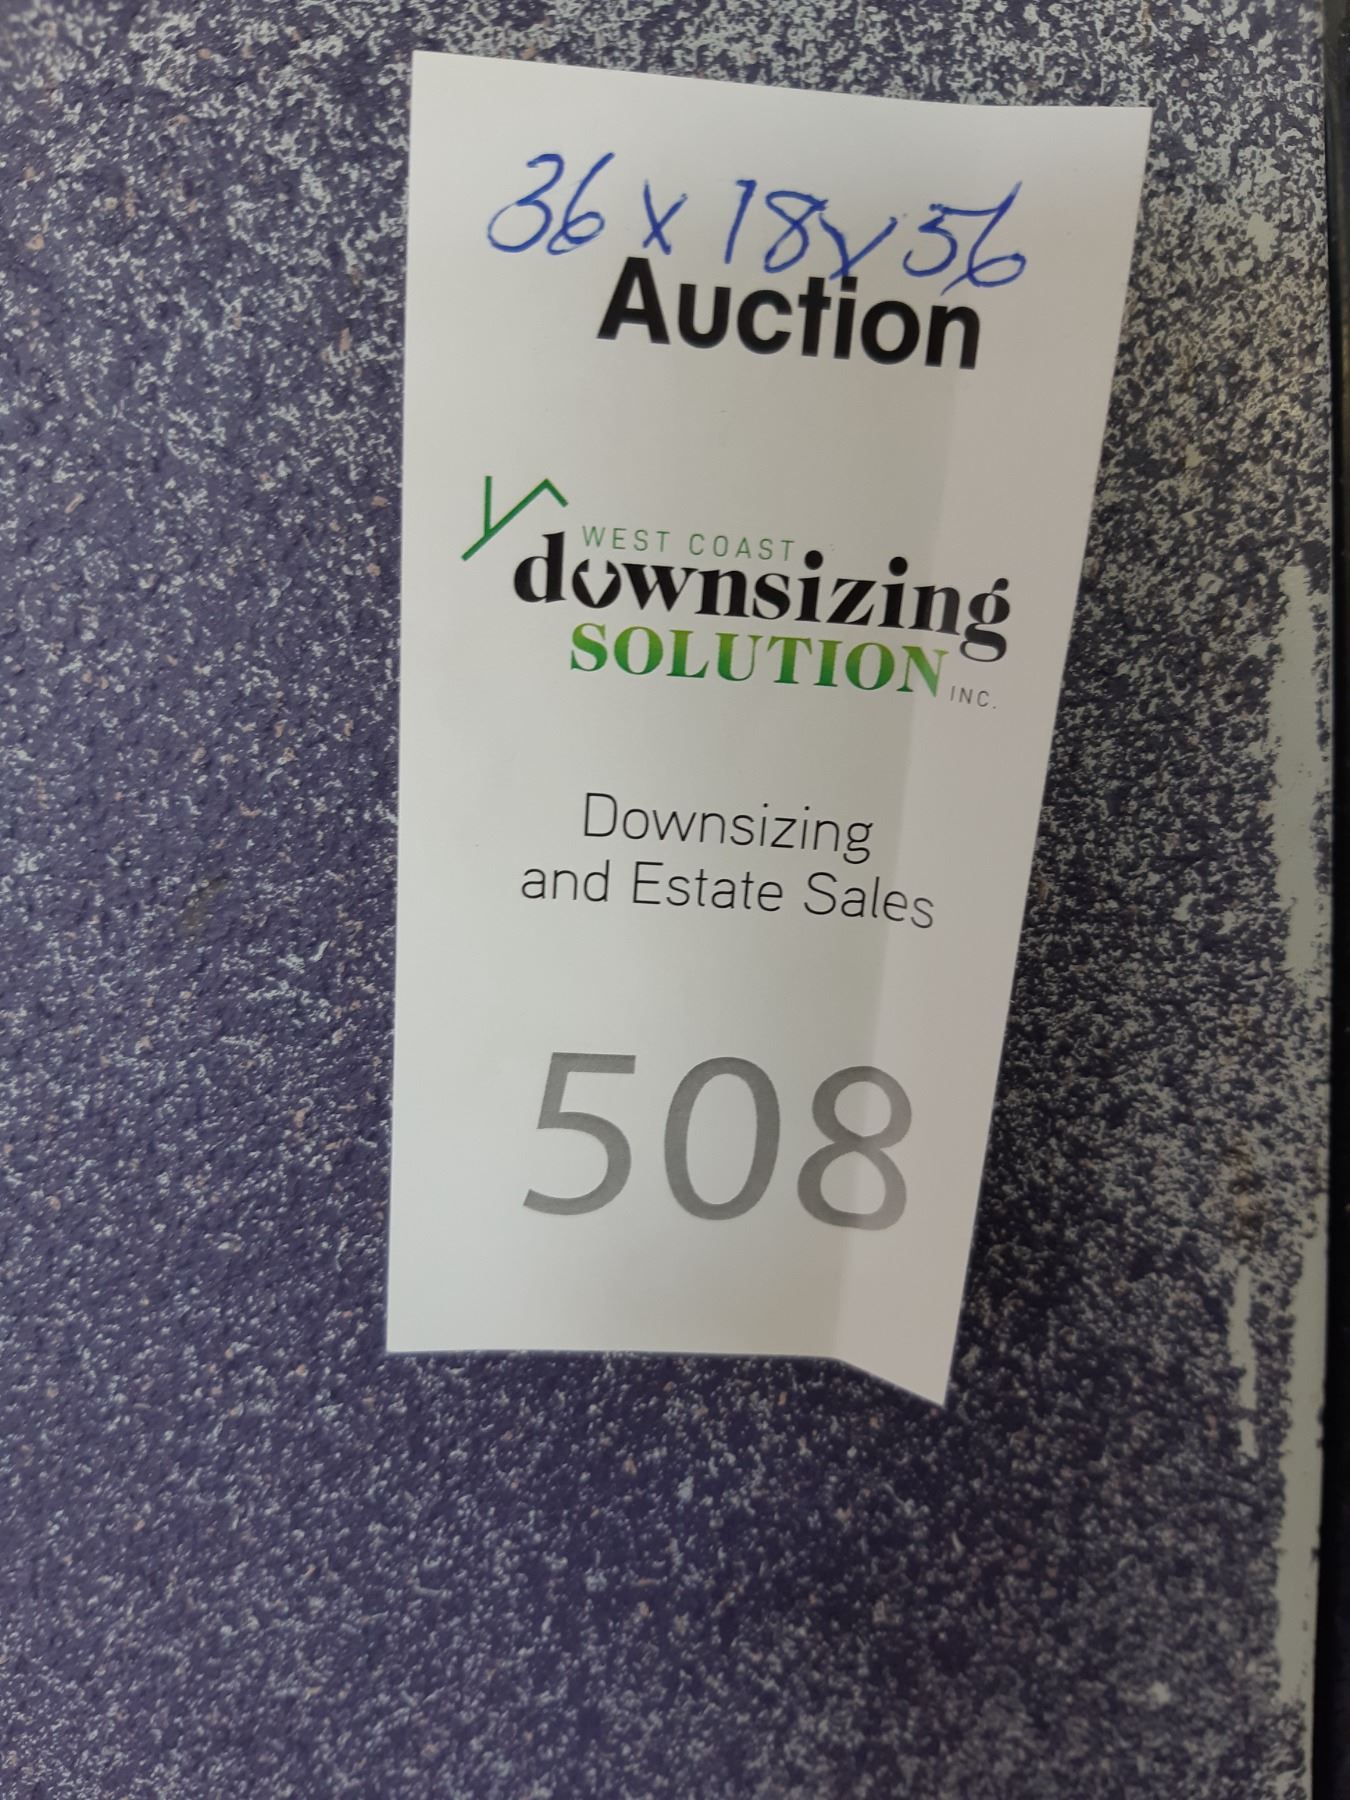 36 x 18 x 56
Auction
WEST COAST
downsizing
SOLUTION INC.
Downsizing
and Estate Sales
508